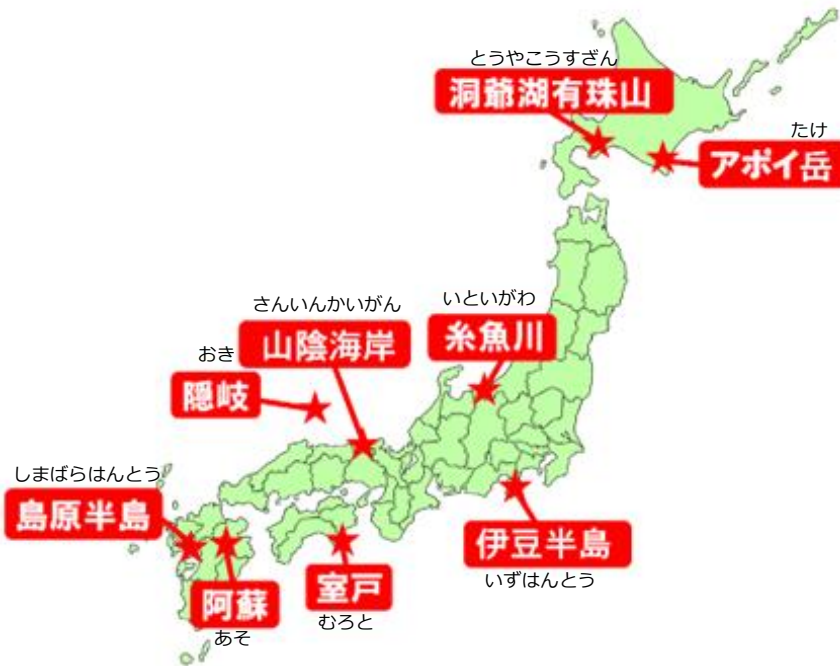 とうやこうすざん
洞爺湖有珠山
たけ
アポイ岳
さんいんかいがん
山陰海岸
いといがわ
糸魚川
おき
隠岐
しまばらはんとう
島原半島
阿蘇
あそ
室戸
むろと
伊豆半島
いずはんとう